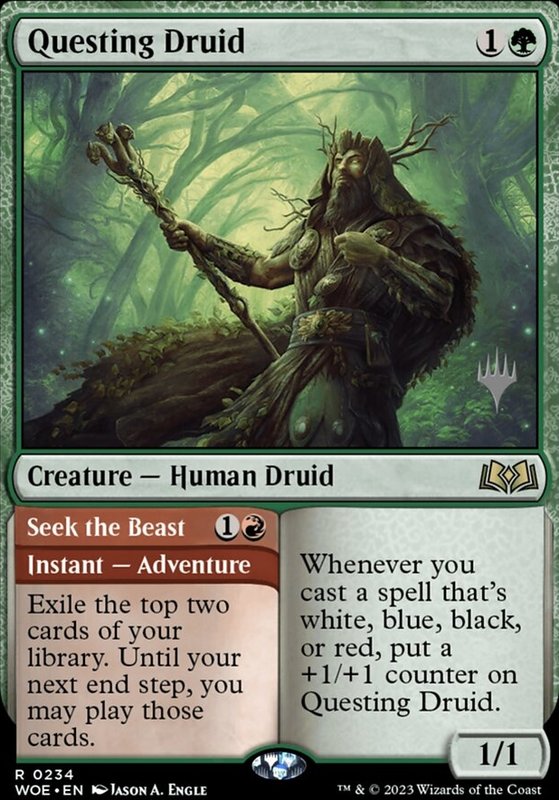 Questing Druid 1
Creature — Human Druid
Seek the Beast 1
Instant — Adventure
Exile the top two
cards of your
library. Until your
next end step, you
may play those
cards.
Whenever you
cast a spell that's
white, blue, black,
or red, put a
+1/+1 counter on
Questing Druid.
1/1
R 0234
WOE • EN Jason A. Engle
™ & © 2023 Wizards of the Coast